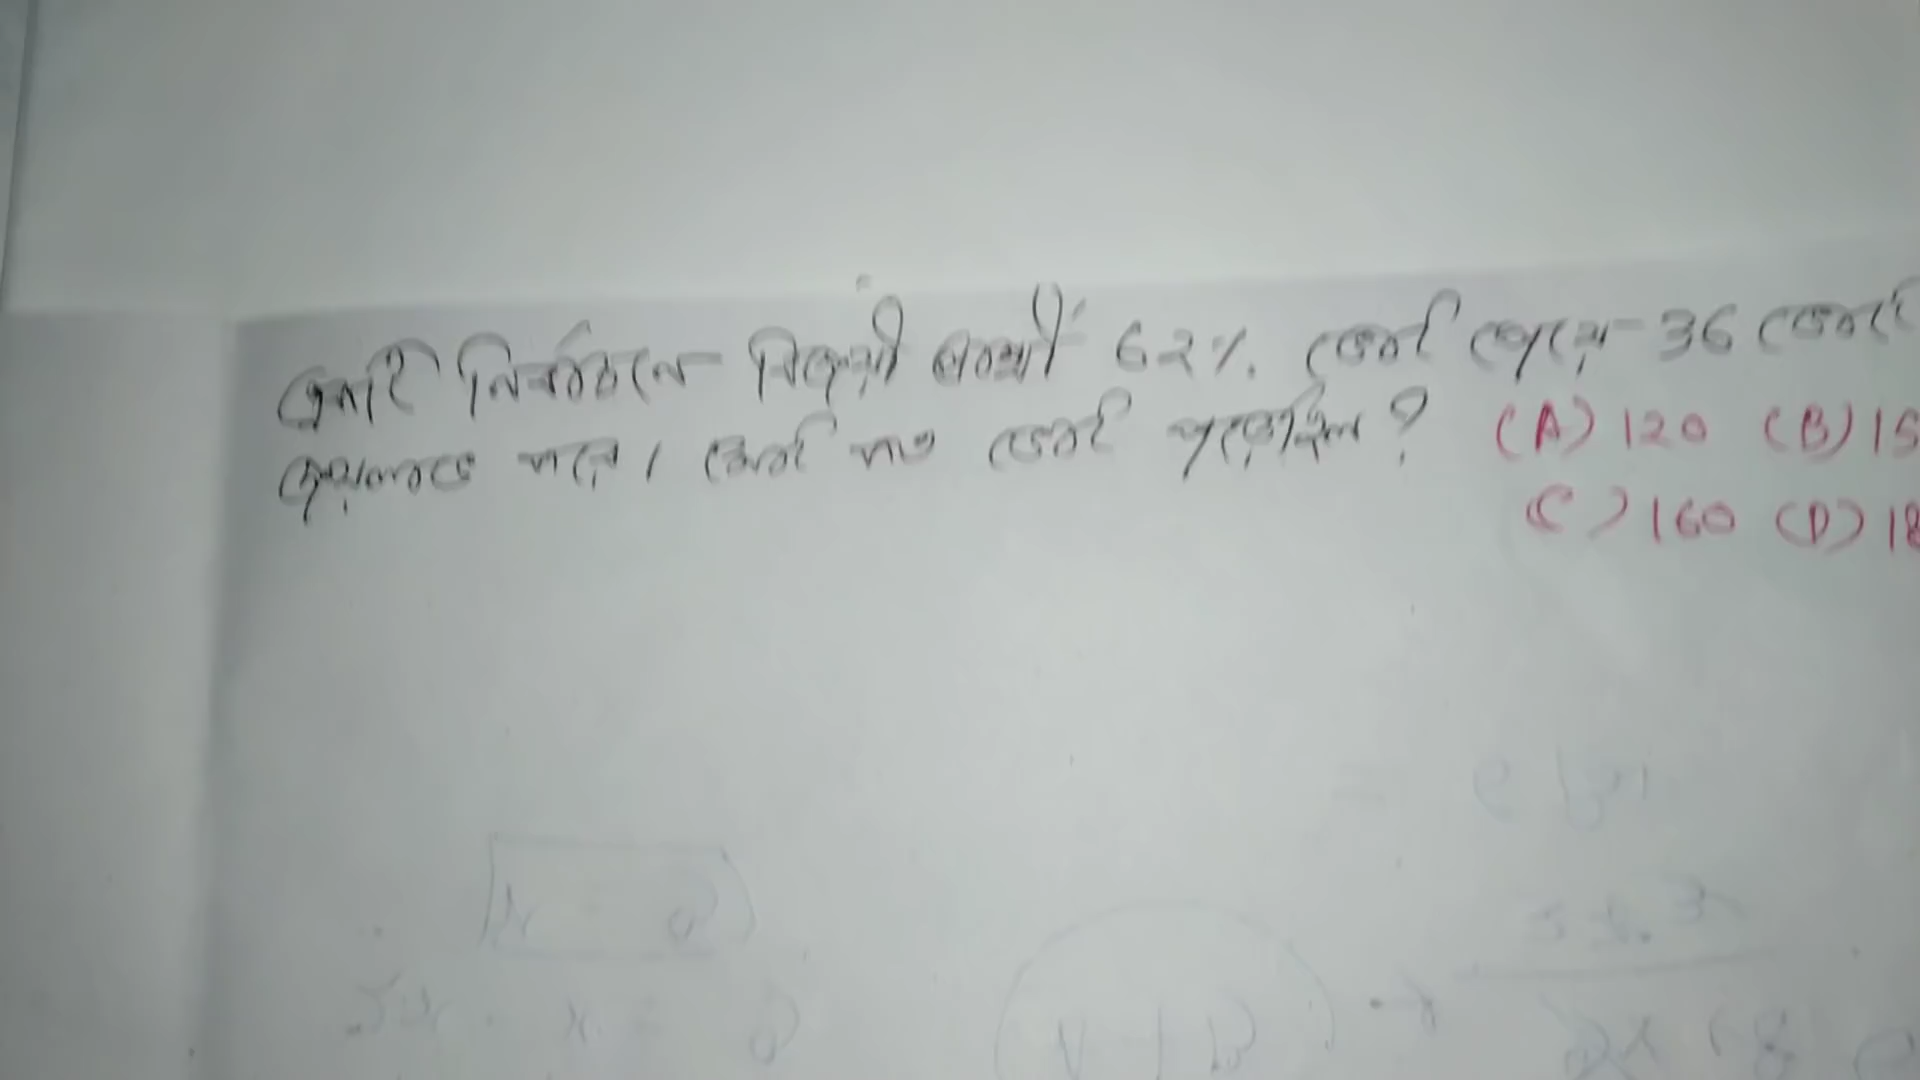 একটি নির্বাচনে বিজয়ী প্রার্থী 62%. ভোট পেয়ে 36 ভোটে
জয়লাভ করে। মোট কত ভোট পড়েছিল? (A) 120 (B) 15
(C) 160 (D) 18